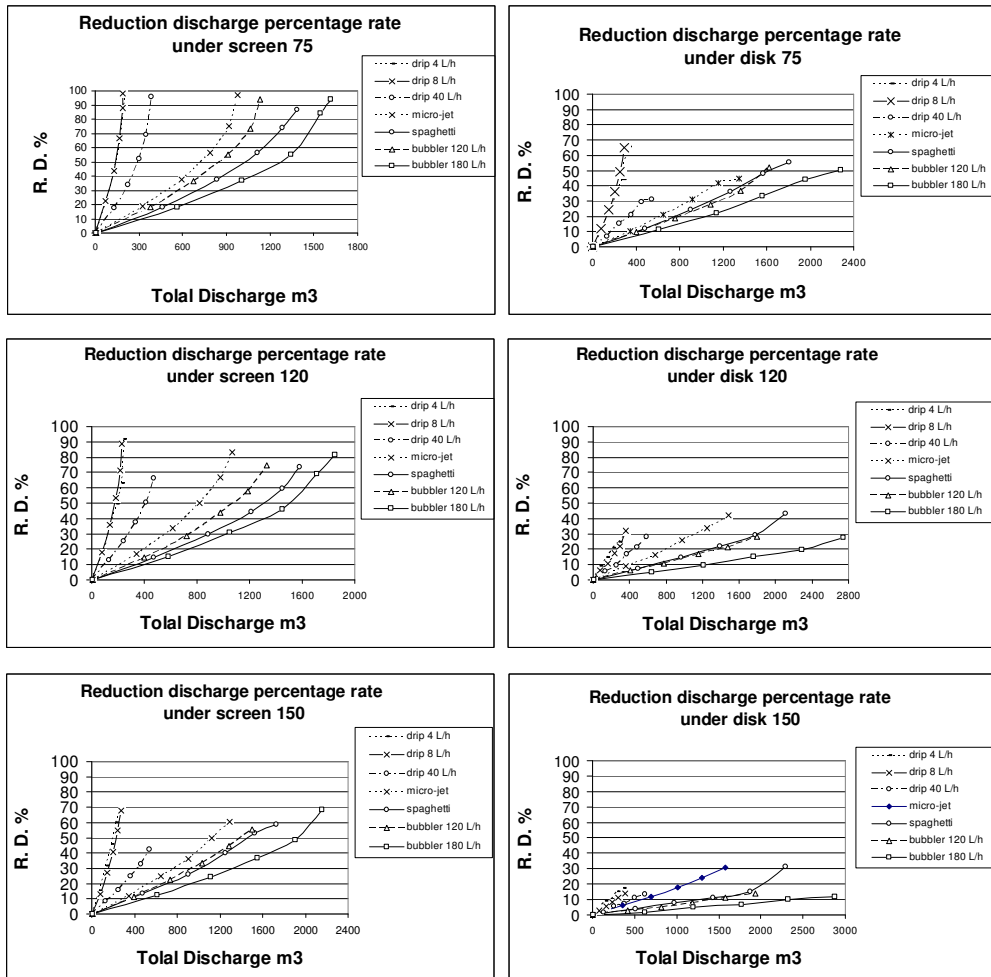 Reduction discharge percentage rate
under screen 75
drip 4 L/h
drip 8 L/h
drip 40 L/h
micro-jet
spaghetti
bubbler 120 L/h
bubbler 180 L/h
R. D. %
100
90
80
70
60
50
40
30
20
10
0
0 300 600 900 1200 1500 1800
Tolal Discharge m3
Reduction discharge percentage rate
under disk 75
drip 4 L/h
drip 8 L/h
drip 40 L/h
micro-jet
spaghetti
bubbler 120 L/h
bubbler 180 L/h
R. D. %
100
90
80
70
60
50
40
30
20
10
0
0 400 800 1200 1600 2000 2400
Tolal Discharge m3
Reduction discharge percentage rate
under screen 120
drip 4 L/h
drip 8 L/h
drip 40 L/h
micro-jet
spaghetti
bubbler 120 L/h
bubbler 180 L/h
R. D. %
100
90
80
70
60
50
40
30
20
10
0
0 400 800 1200 1600 2000
Tolal Discharge m3
Reduction discharge percentage rate
under disk 120
drip 4 L/h
drip 8 L/h
drip 40 L/h
micro-jet
spaghetti
bubbler 120 L/h
bubbler 180 L/h
R. D. %
100
90
80
70
60
50
40
30
20
10
0
0 400 800 1200 1600 2000 2400 2800
Tolal Discharge m3
Reduction discharge percentage rate
under screen 150
drip 4 L/h
drip 8 L/h
drip 40 L/h
micro-jet
spaghetti
bubbler 120 L/h
bubbler 180 L/h
R. D. %
100
90
80
70
60
50
40
30
20
10
0
0 400 800 1200 1600 2000 2400
Tolal Discharge m3
Reduction discharge percentage rate
under disk 150
drip 4 L/h
drip 8 L/h
drip 40 L/h
micro-jet
spaghetti
bubbler 120 L/h
bubbler 180 L/h
R. D. %
100
90
80
70
60
50
40
30
20
10
0
0 500 1000 1500 2000 2500 3000
Tolal Discharge m3